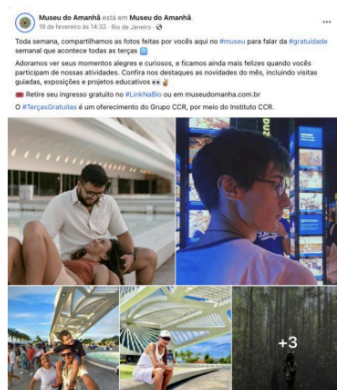 Museu do Amanhã está em Museu do Amanhã.
19 de fevereiro às 14:32 · Rio de Janeiro ·
Toda semana, compartilhamos as fotos feitas por vocês aqui no #museu para falar da #gratuidade
semanal que acontece todas as terças
Adoramos ver seus momentos alegres e curiosos, e ficamos ainda mais felizes quando vocês
participam de nossas atividades. Confira nos destaques as novidades do mês, incluindo visitas
guiadas, exposições e projetos educativos 👀✌
🎟 Retire seu ingresso gratuito no #LinkNaBio ou em museudomanha.com.br
O #TerçasGratuitas é um oferecimento do Grupo CCR, por meio do Instituto CCR.
+3